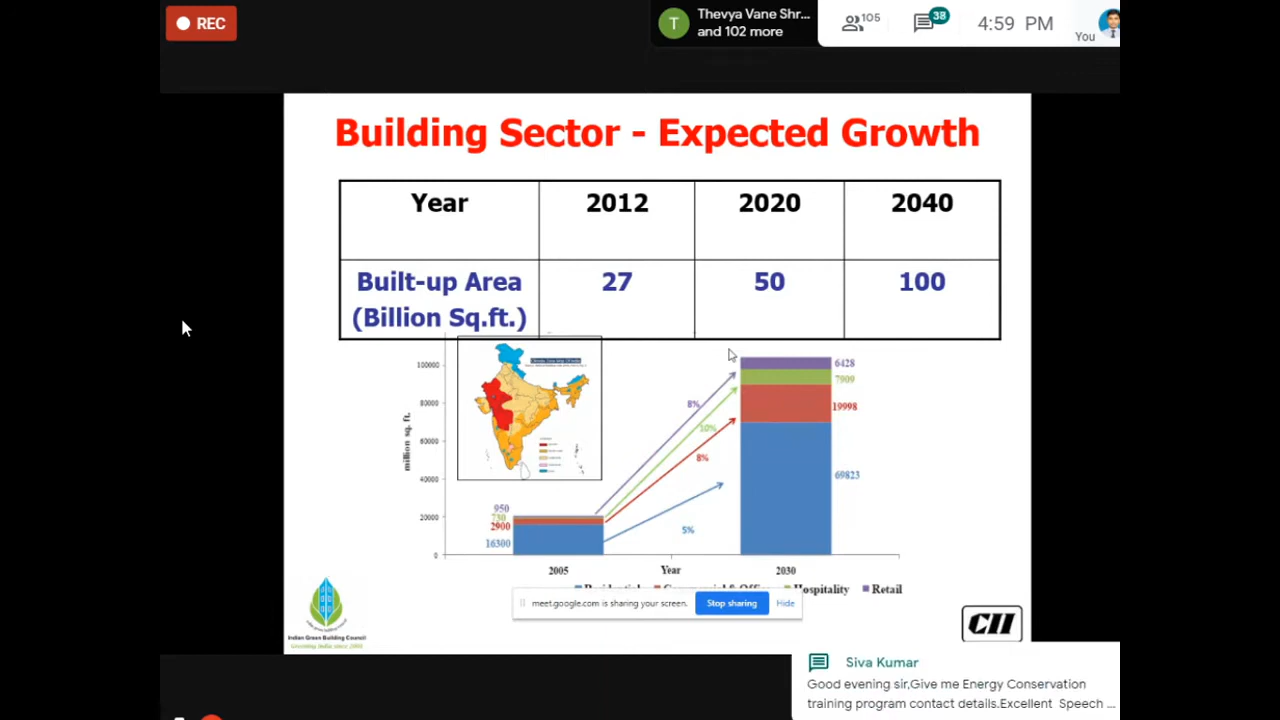 REC
T
Thevya Vane Shr...
and 102 more
105
38
4:59 PM
You
Building Sector - Expected Growth
Year 2012 2020 2040
Built-up Area
(Billion Sq.ft.)
27 50 100
million sq. ft.
100000
80000
60000
40000
20000
0
950
730
2900
16300
8%
10%
8%
5%
6428
7909
19998
69823
2005 Year 2030
Hospitality Retail
meet.google.com is sharing your screen. Stop sharing Hide
Indian Green Building Council
CII
Siva Kumar
Good evening sir,Give me Energy Conservation
training program contact details.Excellent Speech ...